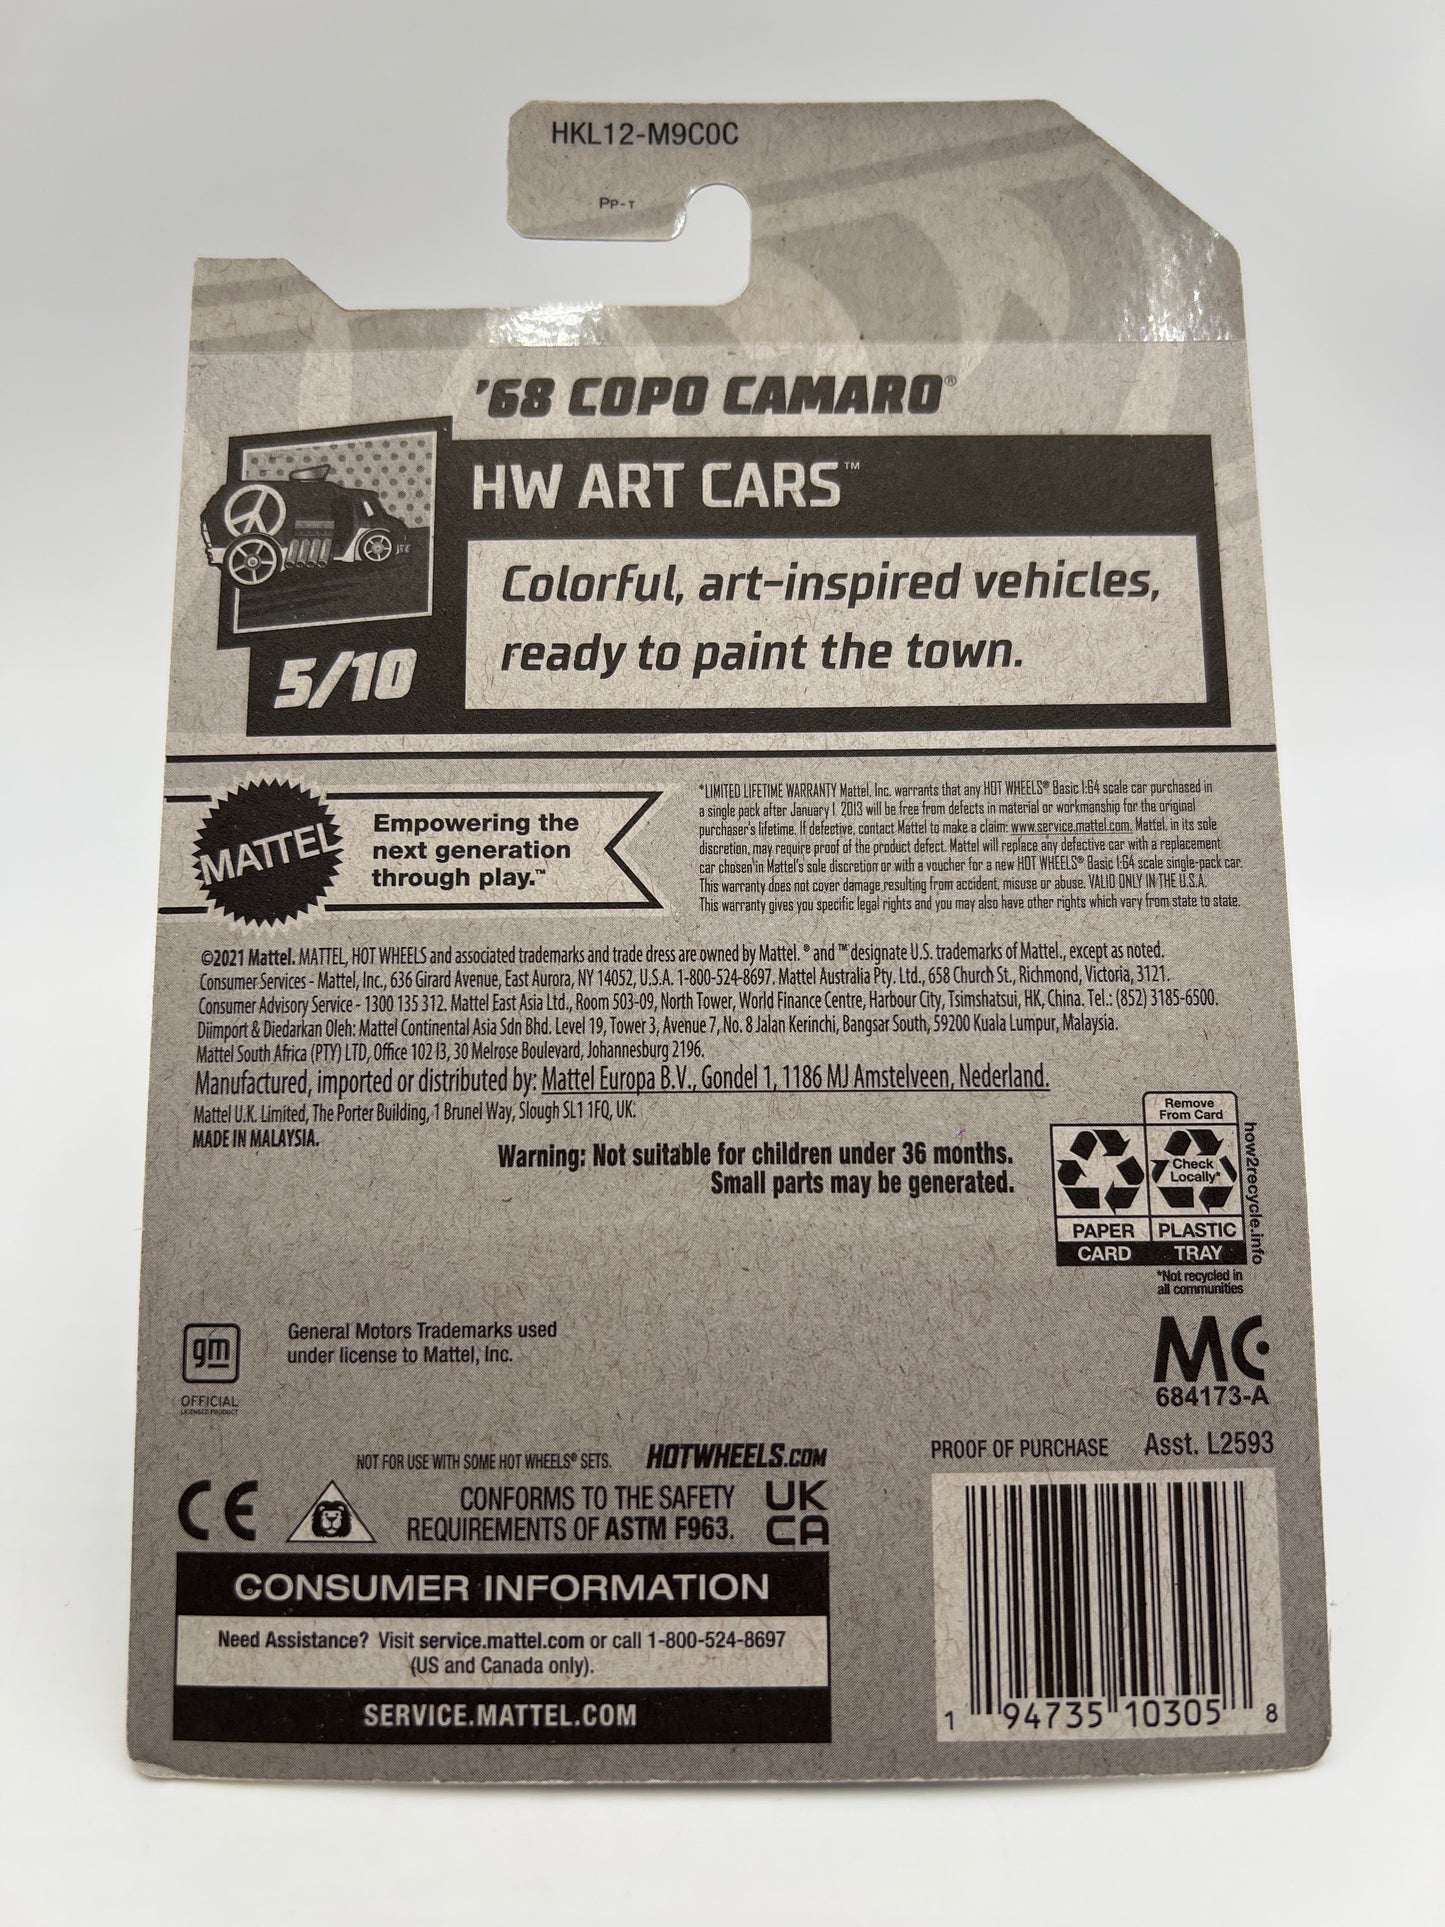 HKL12-M9C0C
PP-T
'68 COPO CAMARO®
HW ART CARS™
Colorful, art-inspired vehicles,
ready to paint the town.
5/10
MATTEL
Empowering the
next generation
through play.™
*LIMITED LIFETIME WARRANTY Mattel, Inc. warrants that any HOT WHEELS® Basic 1:64 scale car purchased in
a single pack after January 1, 2013 will be free from defects in material or workmanship for the original
purchaser's lifetime. If defective, contact Mattel to make a claim: www.service.mattel.com. Mattel, in its sole
discretion, may require proof of the product defect. Mattel will replace any defective car with a replacement
car chosen in Mattel's sole discretion or with a voucher for a new HOT WHEELS® Basic 1:64 scale single-pack car.
This warranty does not cover damage resulting from accident, misuse or abuse. VALID ONLY IN THE U.S.A.
This warranty gives you specific legal rights and you may also have other rights which vary from state to state.
©2021 Mattel. MATTEL, HOT WHEELS and associated trademarks and trade dress are owned by Mattel. ® and ™ designate U.S. trademarks of Mattel., except as noted.
Consumer Services - Mattel, Inc., 636 Girard Avenue, East Aurora, NY 14052, U.S.A. 1-800-524-8697. Mattel Australia Pty. Ltd., 658 Church St., Richmond, Victoria, 3121.
Consumer Advisory Service - 1300 135 312. Mattel East Asia Ltd., Room 503-09, North Tower, World Finance Centre, Harbour City, Tsimshatsui, HK, China. Tel.: (852) 3185-6500.
Diimport & Diedarkan Oleh: Mattel Continental Asia Sdn Bhd. Level 19, Tower 3, Avenue 7, No. 8 Jalan Kerinchi, Bangsar South, 59200 Kuala Lumpur, Malaysia.
Mattel South Africa (PTY) LTD, Office 102 I3, 30 Melrose Boulevard, Johannesburg 2196.
Manufactured, imported or distributed by: Mattel Europa B.V., Gondel 1, 1186 MJ Amstelveen, Nederland.
Mattel U.K. Limited, The Porter Building, 1 Brunel Way, Slough SL1 1FQ, UK.
MADE IN MALAYSIA.
Warning: Not suitable for children under 36 months.
Small parts may be generated.
Remove
From Card
Check
Locally*
PAPER
PLASTIC
CARD
TRAY
how2recycle.info
*Not recycled in
all communities
gm
OFFICIAL
LICENSED PRODUCT
General Motors Trademarks used
under license to Mattel, Inc.
MC
684173-A
NOT FOR USE WITH SOME HOT WHEELS® SETS.
HOTWHEELS.COM
PROOF OF PURCHASE
Asst. L2593
CE
CONFORMS TO THE SAFETY
REQUIREMENTS OF ASTM F963.
UK
CA
CONSUMER INFORMATION
Need Assistance? Visit service.mattel.com or call 1-800-524-8697
(US and Canada only).
SERVICE.MATTEL.COM
1 94735 10305 8